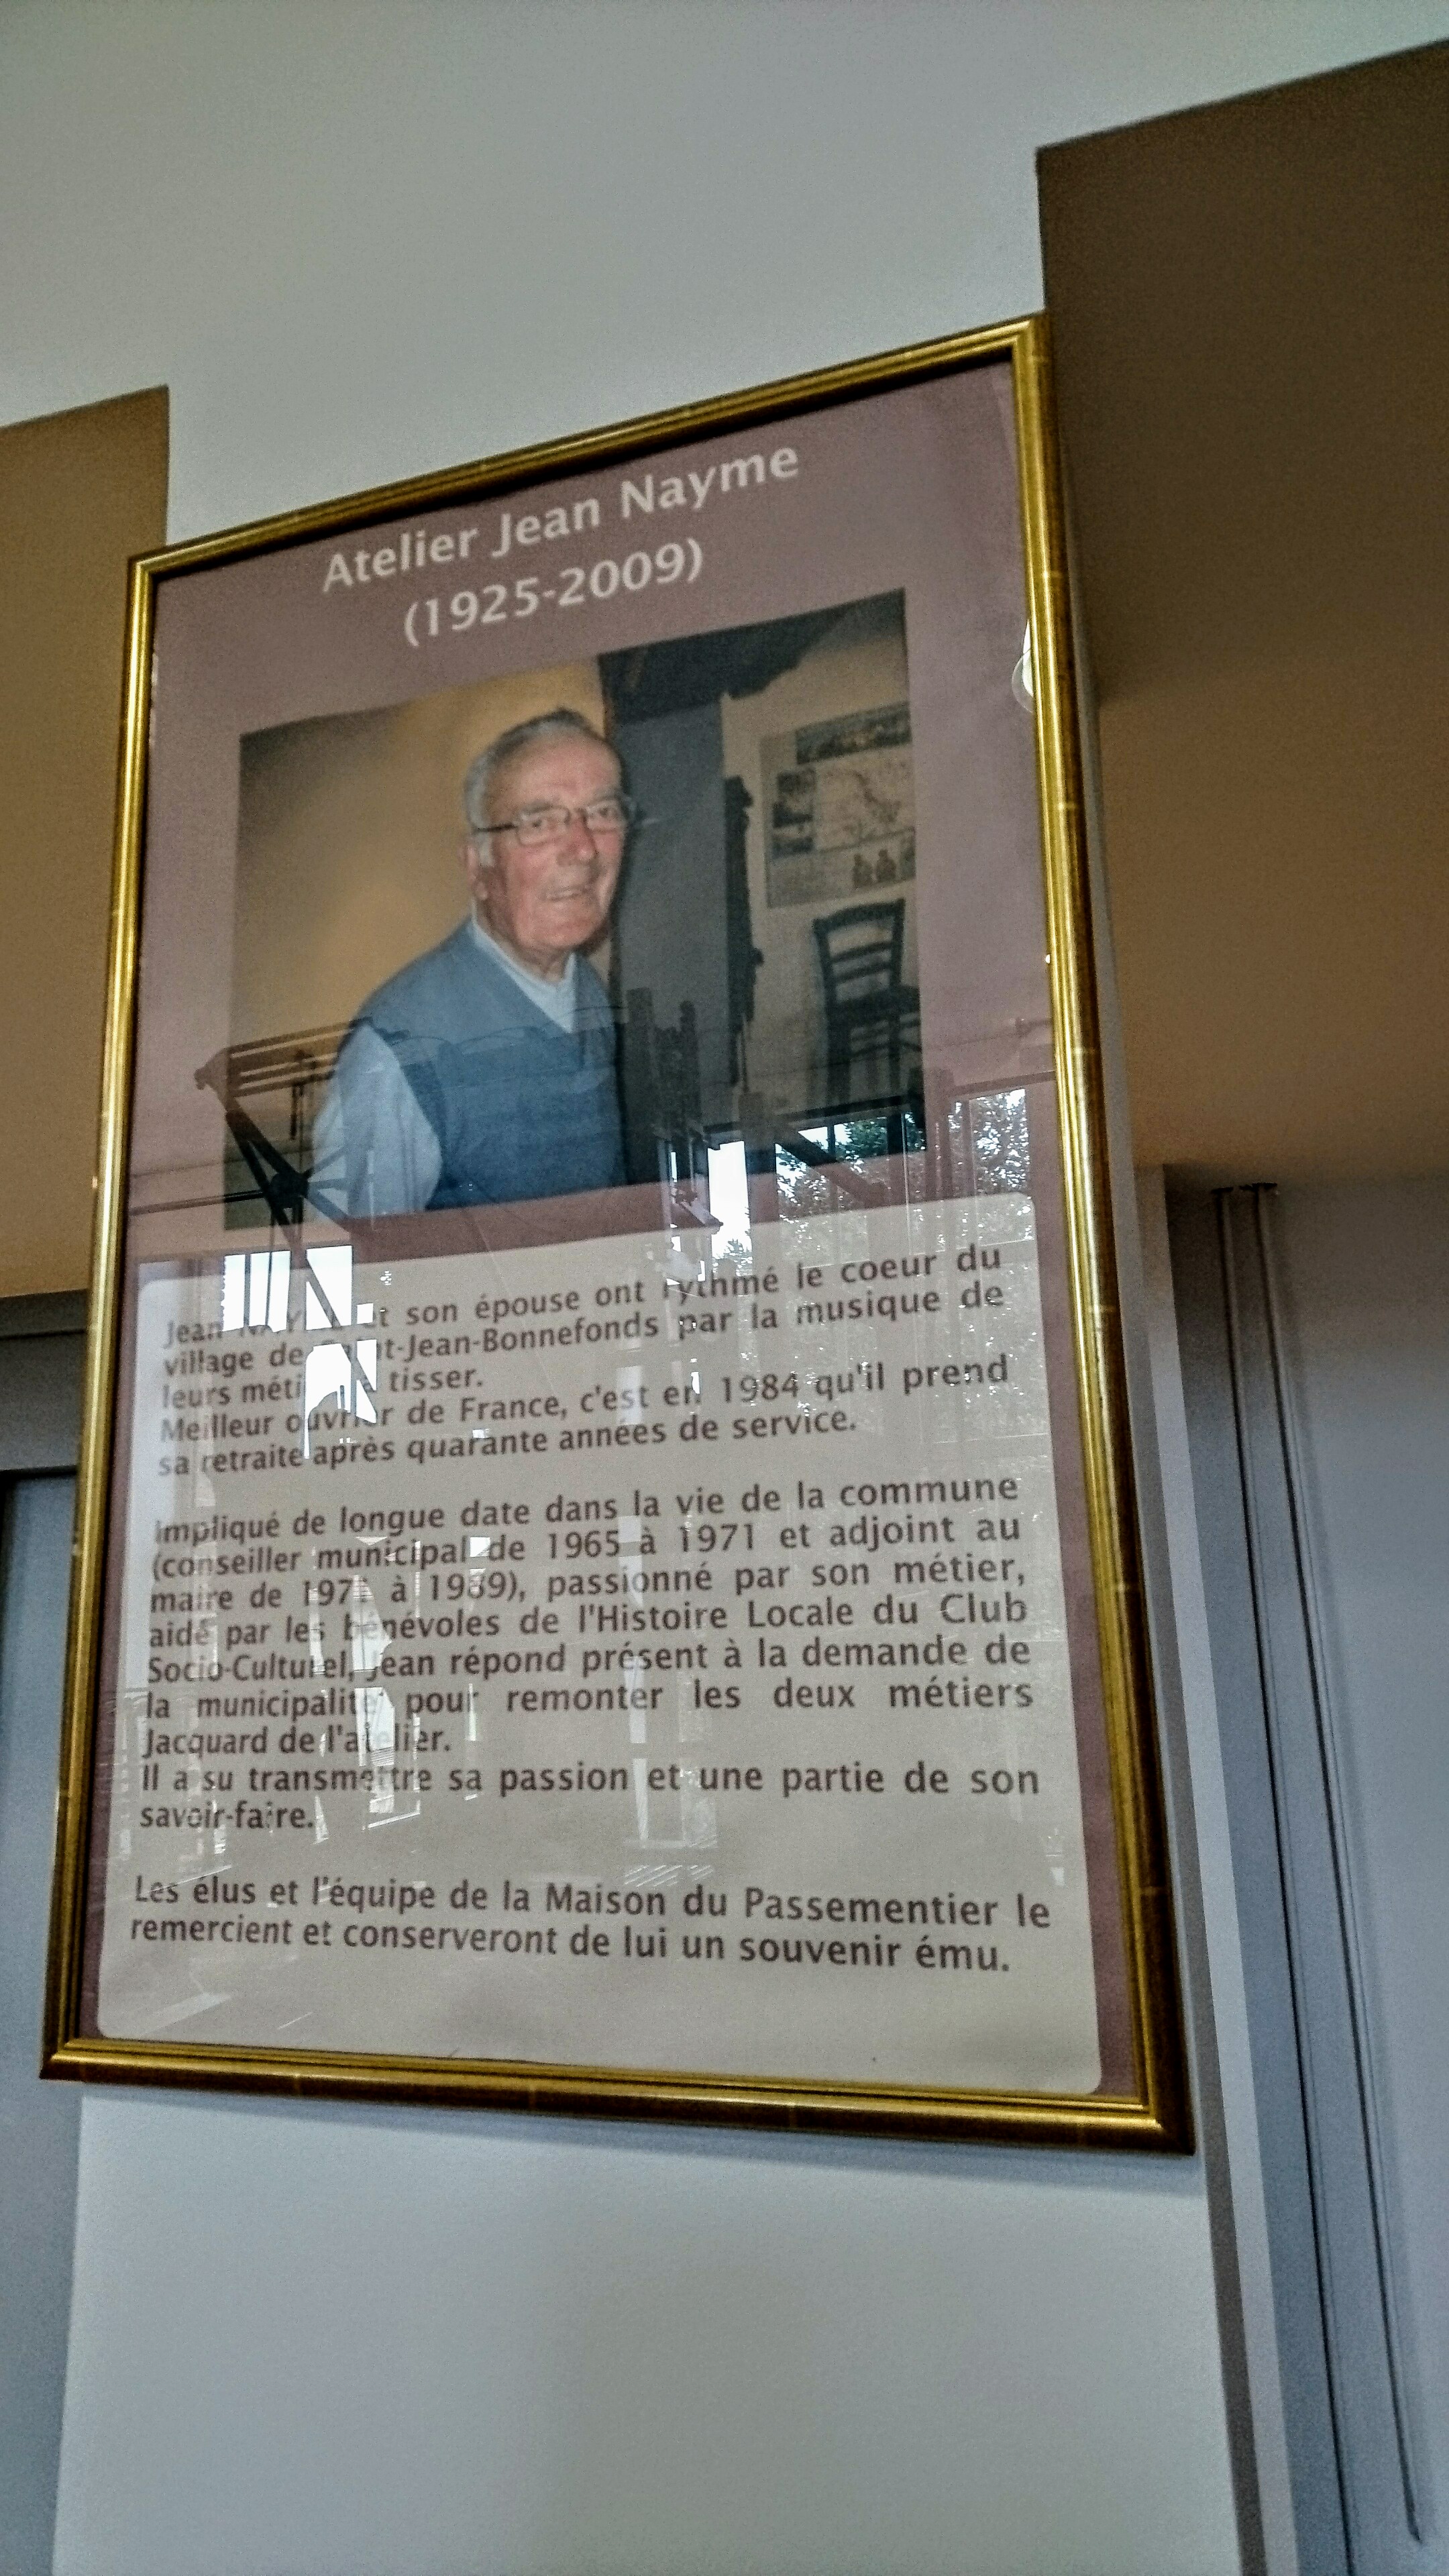 Atelier Jean Nayme
(1925-2009)
Jean et son épouse ont rythmé le coeur du
village de Saint-Jean-Bonnefonds par la musique de
leurs métiers à tisser.
Meilleur ouvrier de France, c'est en 1984 qu'il prend
sa retraite après quarante années de service.
Impliqué de longue date dans la vie de la commune
(conseiller municipal de 1965 à 1971 et adjoint au
maire de à 1989), passionné par son métier,
aidé par les bénévoles de l'Histoire Locale du Club
Socio-Culturel, Jean répond présent à la demande de
la municipalité pour remonter les deux métiers
Jacquard de l'atelier.
Il a su transmettre sa passion et une partie de son
savoir-faire.
Les élus et l'équipe de la Maison du Passementier le
remercient et conserveront de lui un souvenir ému.